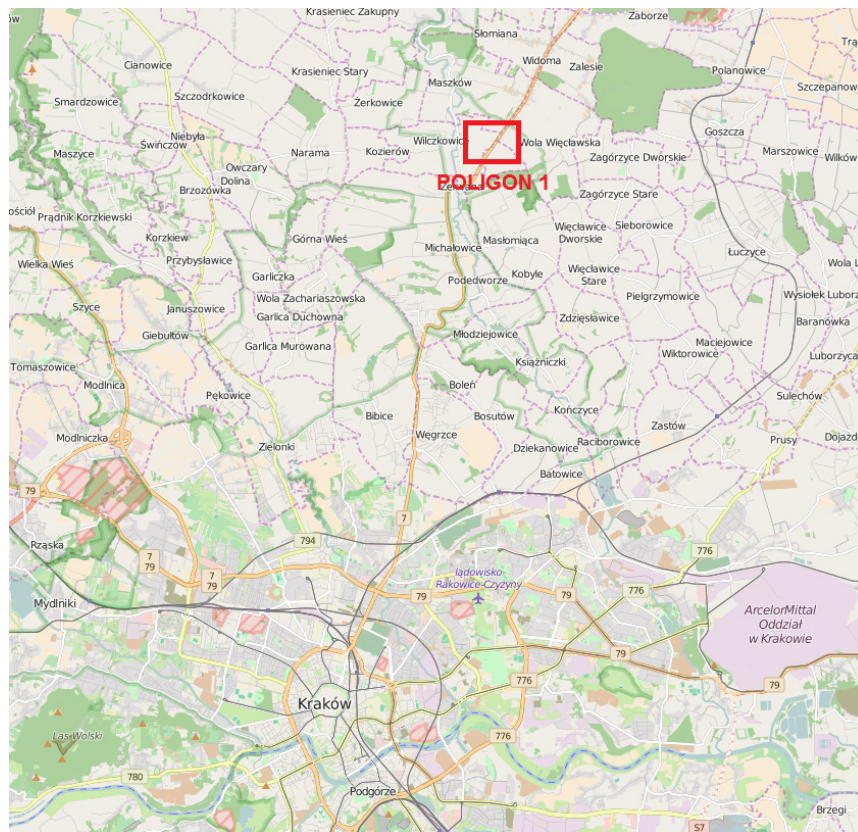 Krasieniec Zakupny
Zaborze
Słomiana
Cianowice
Krasieniec Stary
Widoma
Zalesie
Polanowice
Maszków
Szczepanow
Smardzowice
Szczodrkowice
Żerkowice
Niebyła
Świńczów
Wilczkowice
Wola Więcławska
Goszcza
Maszyce
Owczary
Narama
Kozierów
Zagórzyce Dworskie
Marszowice
Wilków
Dolina
Brzozówka
POLIGON 1
Zerwana
Zagórzyce Stare
Prądnik Korzkiewski
Korzkiew
Górna Wieś
Michałowice
Masłomiąca
Więcławice
Dworskie
Sieborowice
Łuczyce
Wielka Wieś
Przybysławice
Garliczka
Podedworze
Kobyle
Więcławice
Stare
Wola L
Szyce
Januszowice
Wola Zachariaszowska
Garlica Duchowna
Pielgrzymowice
Wysiołek Luborz
Giebułtów
Garlica Murowana
Młodziejowice
Zdzięsławice
Baranówka
Maciejowice
Wiktorowice
Luborzyca
Tomaszowice
Modlnica
Książniczki
Pękowice
Boleń
Sulechów
Bibice
Bosutów
Kończyce
Zastów
Modlniczka
Zielonki
Węgrzce
Dziekanowice
Raciborowice
Prusy
Dojazd
Batowice
79
7
794
776
Rząska
7
79
7
79
lądowisko
Rakowice-Czyżyny
79
79
776
Mydlniki
ArcelorMittal
Oddział
w Krakowie
79
776
79
Kraków
Las Wolski
776
780
Podgórze
Brzegi
S7